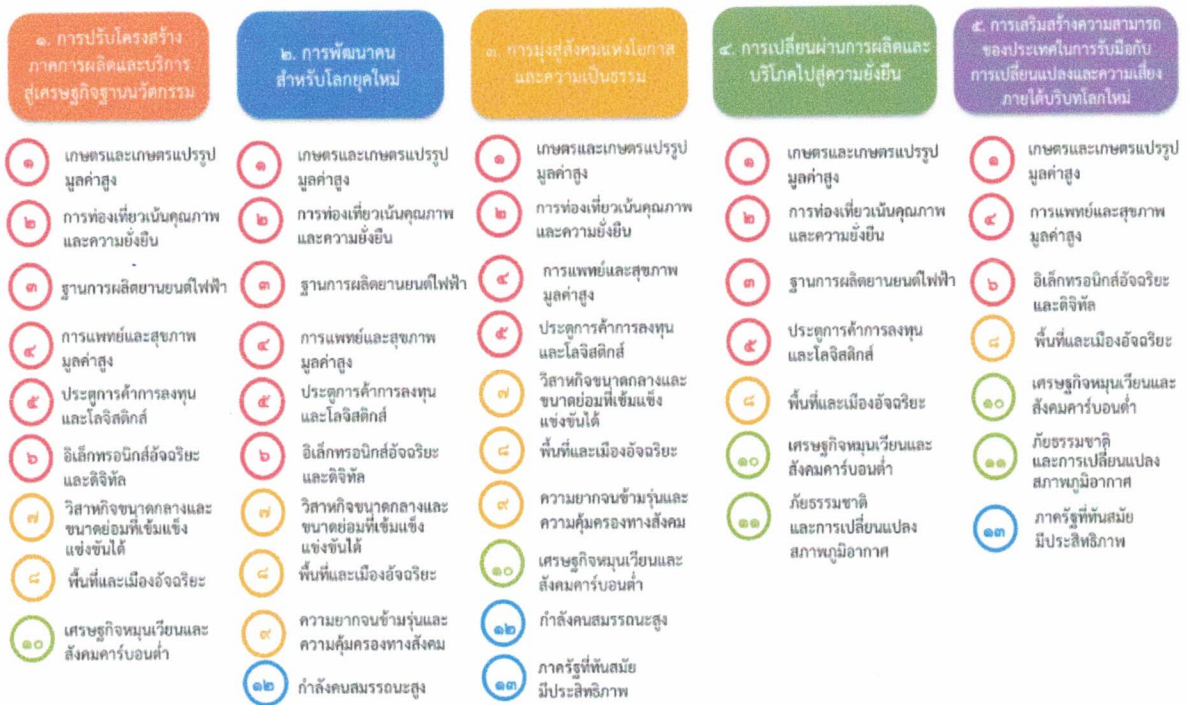 ๑. การปรับโครงสร้าง
ภาคการผลิตและบริการ
สู่เศรษฐกิจฐานนวัตกรรม
๑
เกษตรและเกษตรแปรรูป
มูลค่าสูง
๒
การท่องเที่ยวเน้นคุณภาพ
และความยั่งยืน
๓
ฐานการผลิตยานยนต์ไฟฟ้า
๔
การแพทย์และสุขภาพ
มูลค่าสูง
๕
ประตูการค้าการลงทุน
และโลจิสติกส์
๖
อิเล็กทรอนิกส์อัจฉริยะ
และดิจิทัล
๗
วิสาหกิจขนาดกลางและ
ขนาดย่อมที่เข้มแข็ง
แข่งขันได้
๘
พื้นที่และเมืองอัจฉริยะ
๑๐
เศรษฐกิจหมุนเวียนและ
สังคมคาร์บอนต่ำ
๒. การพัฒนาคน
สำหรับโลกยุคใหม่
๑
เกษตรและเกษตรแปรรูป
มูลค่าสูง
๒
การท่องเที่ยวเน้นคุณภาพ
และความยั่งยืน
๓
ฐานการผลิตยานยนต์ไฟฟ้า
๔
การแพทย์และสุขภาพ
มูลค่าสูง
๕
ประตูการค้าการลงทุน
และโลจิสติกส์
๖
อิเล็กทรอนิกส์อัจฉริยะ
และดิจิทัล
๗
วิสาหกิจขนาดกลางและ
ขนาดย่อมที่เข้มแข็ง
แข่งขันได้
๘
พื้นที่และเมืองอัจฉริยะ
๙
ความยากจนข้ามรุ่นและ
ความคุ้มครองทางสังคม
๑๒
กำลังคนสมรรถนะสูง
๓. การมุ่งสู่สังคมแห่งโอกาส
และความเป็นธรรม
๑
เกษตรและเกษตรแปรรูป
มูลค่าสูง
๒
การท่องเที่ยวเน้นคุณภาพ
และความยั่งยืน
๔
การแพทย์และสุขภาพ
มูลค่าสูง
๕
ประตูการค้าการลงทุน
และโลจิสติกส์
๗
วิสาหกิจขนาดกลางและ
ขนาดย่อมที่เข้มแข็ง
แข่งขันได้
๘
พื้นที่และเมืองอัจฉริยะ
๙
ความยากจนข้ามรุ่นและ
ความคุ้มครองทางสังคม
๑๐
เศรษฐกิจหมุนเวียนและ
สังคมคาร์บอนต่ำ
๑๒
กำลังคนสมรรถนะสูง
๑๓
ภาครัฐที่ทันสมัย
มีประสิทธิภาพ
๔. การเปลี่ยนผ่านการผลิตและ
บริโภคไปสู่ความยั่งยืน
๑
เกษตรและเกษตรแปรรูป
มูลค่าสูง
๒
การท่องเที่ยวเน้นคุณภาพ
และความยั่งยืน
๓
ฐานการผลิตยานยนต์ไฟฟ้า
๕
ประตูการค้าการลงทุน
และโลจิสติกส์
๘
พื้นที่และเมืองอัจฉริยะ
๑๐
เศรษฐกิจหมุนเวียนและ
สังคมคาร์บอนต่ำ
๑๑
ภัยธรรมชาติ
และการเปลี่ยนแปลง
สภาพภูมิอากาศ
๕. การเสริมสร้างความสามารถ
ของประเทศในการรับมือกับ
การเปลี่ยนแปลงและความเสี่ยง
ภายใต้บริบทโลกใหม่
๑
เกษตรและเกษตรแปรรูป
มูลค่าสูง
๔
การแพทย์และสุขภาพ
มูลค่าสูง
๖
อิเล็กทรอนิกส์อัจฉริยะ
และดิจิทัล
๘
พื้นที่และเมืองอัจฉริยะ
๑๐
เศรษฐกิจหมุนเวียนและ
สังคมคาร์บอนต่ำ
๑๑
ภัยธรรมชาติ
และการเปลี่ยนแปลง
สภาพภูมิอากาศ
๑๓
ภาครัฐที่ทันสมัย
มีประสิทธิภาพ